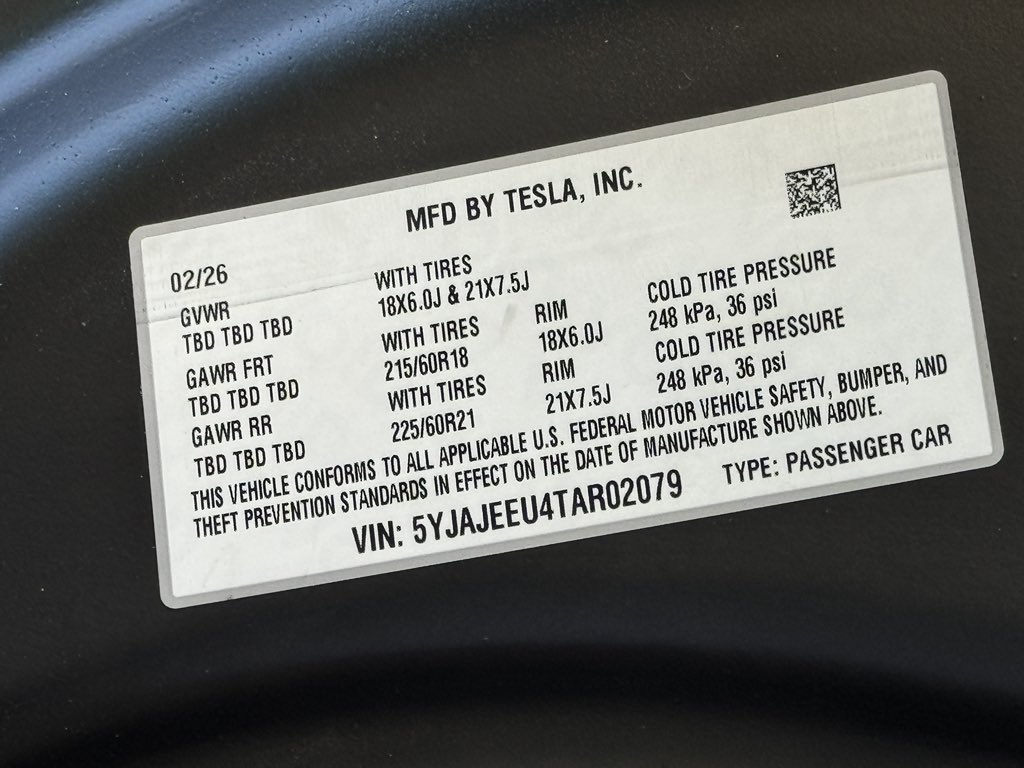 MFD BY TESLA, INC.
02/26
GVWR
TBD TBD TBD
WITH TIRES
18X6.0J & 21X7.5J
GAWR FRT
TBD TBD TBD
WITH TIRES
215/60R18
RIM
18X6.0J
COLD TIRE PRESSURE
248 kPa, 36 psi
GAWR RR
TBD TBD TBD
WITH TIRES
225/60R21
RIM
21X7.5J
COLD TIRE PRESSURE
248 kPa, 36 psi
THIS VEHICLE CONFORMS TO ALL APPLICABLE U.S. FEDERAL MOTOR VEHICLE SAFETY, BUMPER, AND
THEFT PREVENTION STANDARDS IN EFFECT ON THE DATE OF MANUFACTURE SHOWN ABOVE.
VIN: 5YJAJEEU4TAR02079 TYPE: PASSENGER CAR